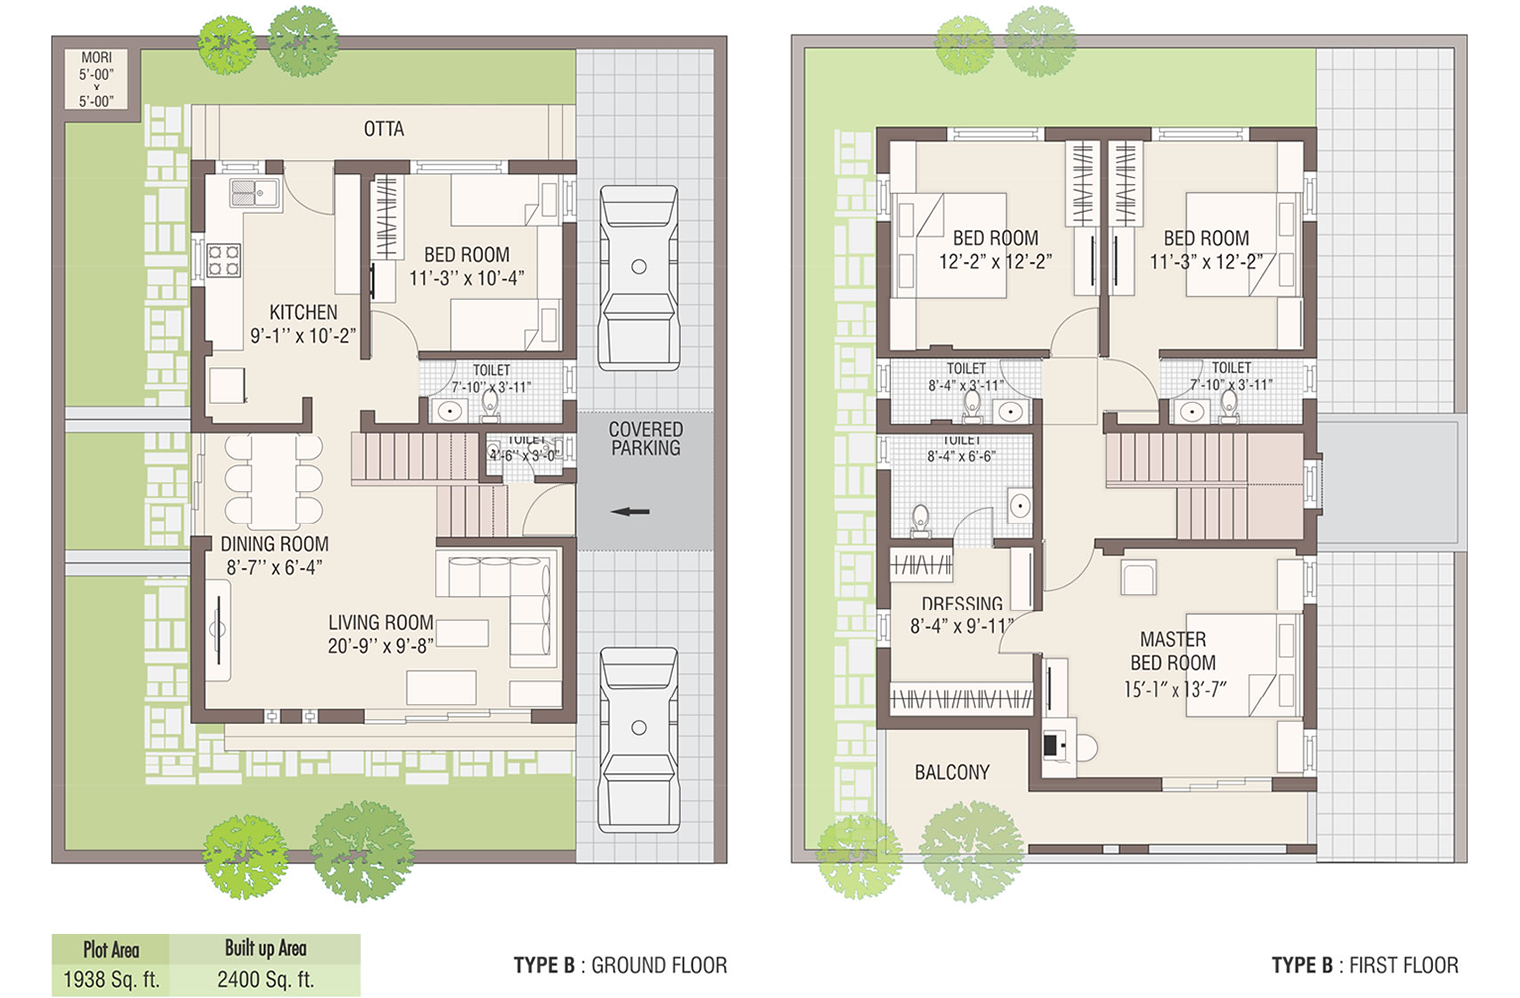 MORI
5'-00"
x
5'-00"
OTTA
BED ROOM
11'-3'' x 10'-4"
KITCHEN
9'-1'' x 10'-2"
TOILET
7'-10'' x 3'-11"
TOILET
4'-6'' x 3'-0"
COVERED
PARKING
DINING ROOM
8'-7'' x 6'-4”
LIVING ROOM
20'-9'' x 9'-8”
BED ROOM
12'-2” x 12'-2”
BED ROOM
11'-3” x 12'-2”
TOILET
8'-4” x 3'-11”
TOILET
7'-10” x 3'-11”
TOILET
8'-4” x 6'-6”
DRESSING
8'-4” x 9'-11”
MASTER
BED ROOM
15'-1" x 13'-7"
BALCONY
Plot Area
Built up Area
1938 Sq. ft.
2400 Sq. ft.
TYPE B : GROUND FLOOR
TYPE B : FIRST FLOOR